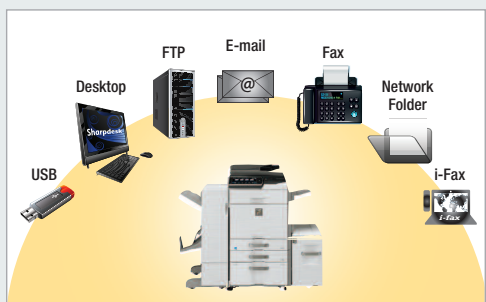 E-mail
FTP
Fax
@
Desktop
Network
Folder
Sharpdesk
USB
i-Fax
i-fax